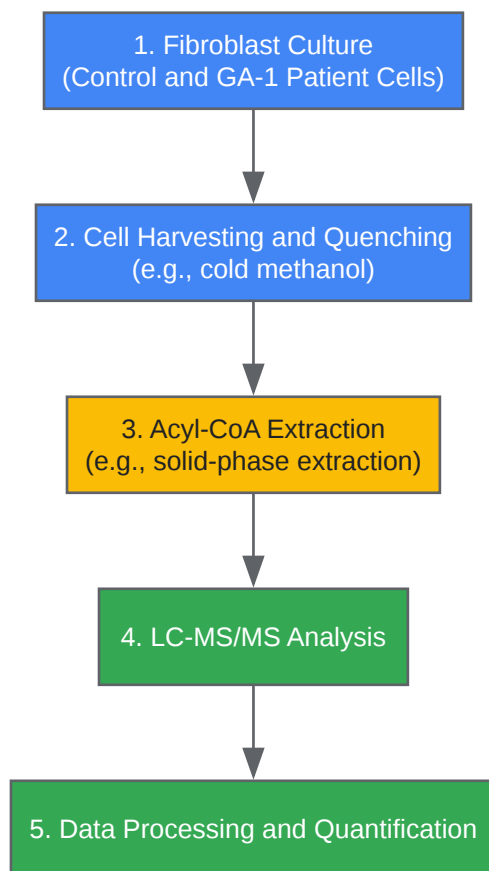 1. Fibroblast Culture
(Control and GA-1 Patient Cells)
2. Cell Harvesting and Quenching
(e.g., cold methanol)
3. Acyl-CoA Extraction
(e.g., solid-phase extraction)
4. LC-MS/MS Analysis
5. Data Processing and Quantification